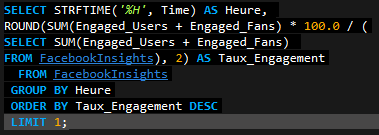 SELECT STRFTIME('%H', Time) AS Heure,
ROUND(SUM(Engaged_Users + Engaged_Fans) * 100.0 / (
SELECT SUM(Engaged_Users + Engaged_Fans)
FROM FacebookInsights), 2) AS Taux_Engagement
FROM FacebookInsights
GROUP BY Heure
ORDER BY Taux_Engagement DESC
LIMIT 1;